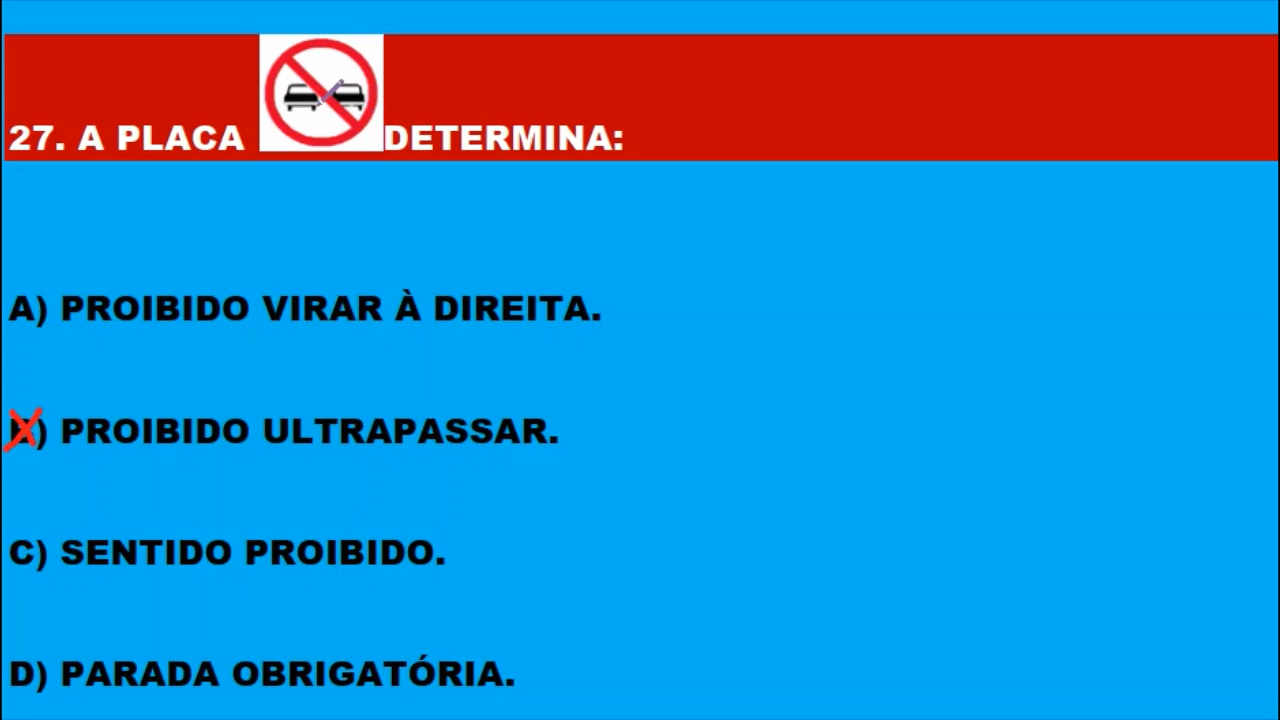 27. A PLACA DETERMINA:
A) PROIBIDO VIRAR À DIREITA.
B) PROIBIDO ULTRAPASSAR.
C) SENTIDO PROIBIDO.
D) PARADA OBRIGATÓRIA.